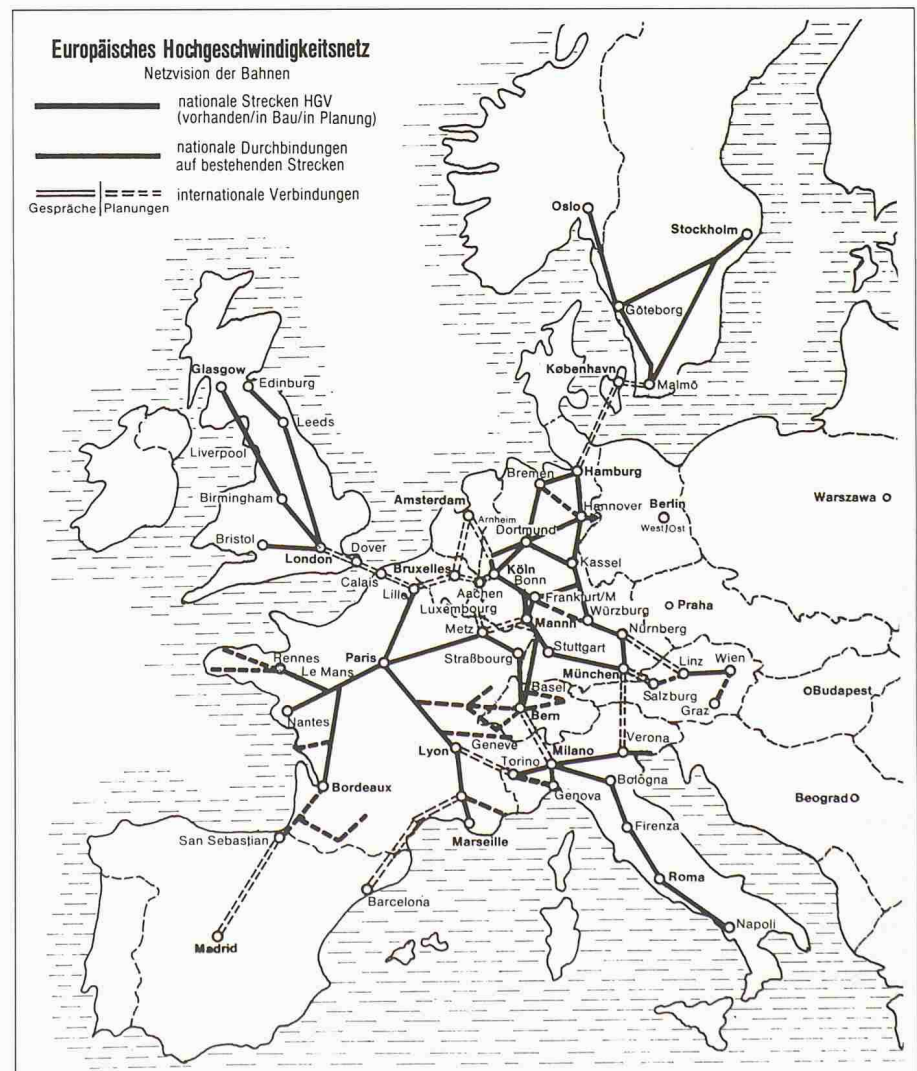 Europäisches Hochgeschwindigkeitsnetz
Netzvision der Bahnen
nationale Strecken HGV
(vorhanden/in Bau/in Planung)
nationale Durchbindungen
auf bestehenden Strecken
internationale Verbindungen
Gespräche | Planungen
Oslo
Stockholm
Göteborg
Glasgow
Edinburg
København
Malmö
Leeds
Liverpool
Bremen
Hamburg
Birmingham
Amsterdam
Arnheim
Hannover
Berlin
West/Ost
Warszawa
Dortmund
Bristol
London
Dover
Calais
Bruxelles
Köln
Kassel
Bonn
Aachen
Lille
Luxembourg
Frankfurt/M
Würzburg
Praha
Metz
Mannh
Nürnberg
Rennes
Le Mans
Paris
Straßbourg
Stuttgart
München
Linz
Wien
Basel
Salzburg
Graz
Budapest
Nantes
Bern
Genevé
Lyon
Milano
Verona
Torino
Bordeaux
Genova
Bologna
Beograd
San Sebastian
Firenza
Marseille
Barcelona
Roma
Madrid
Napoli